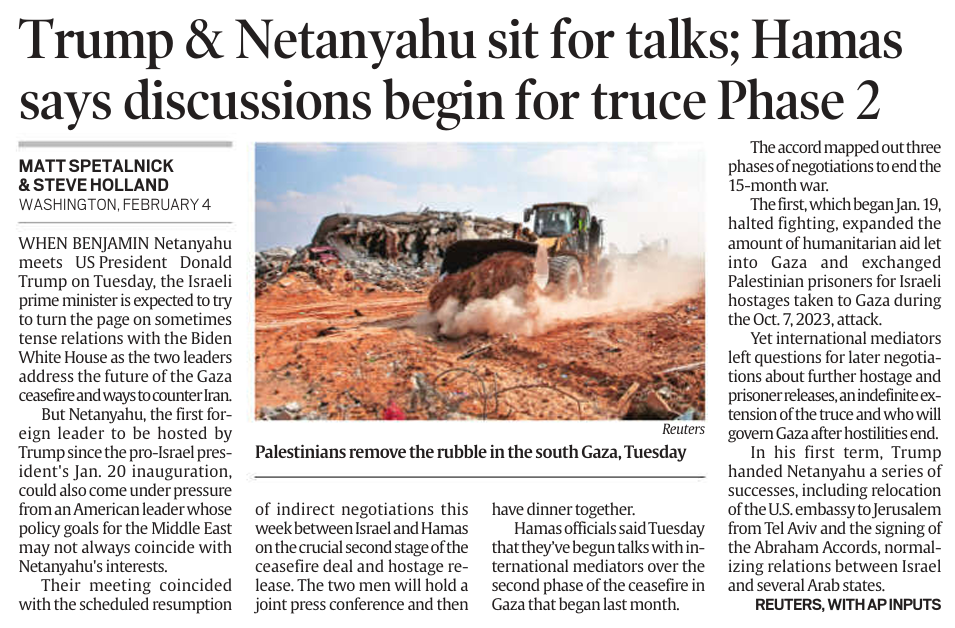 Trump & Netanyahu sit for talks; Hamas
says discussions begin for truce Phase 2
MATT SPETALNICK
& STEVE HOLLAND
WASHINGTON, FEBRUARY 4
WHEN BENJAMIN Netanyahu
meets US President Donald
Trump on Tuesday, the Israeli
prime minister is expected to try
to turn the page on sometimes
tense relations with the Biden
White House as the two leaders
address the future of the Gaza
ceasefire and ways to counter Iran.
But Netanyahu, the first for-
eign leader to be hosted by
Trump since the pro-Israel pres-
ident's Jan. 20 inauguration,
could also come under pressure
from an American leader whose
policy goals for the Middle East
may not always coincide with
Netanyahu's interests.
Their meeting coincided
with the scheduled resumption
Reuters
Palestinians remove the rubble in the south Gaza, Tuesday
of indirect negotiations this
week between Israel and Hamas
on the crucial second stage of the
ceasefire deal and hostage re-
lease. The two men will hold a
joint press conference and then
have dinner together.
Hamas officials said Tuesday
that they've begun talks with in-
ternational mediators over the
second phase of the ceasefire in
Gaza that began last month.
The accord mapped out three
phases of negotiations to end the
15-month war.
The first, which began Jan. 19,
halted fighting, expanded the
amount of humanitarian aid let
into Gaza and exchanged
Palestinian prisoners for Israeli
hostages taken to Gaza during
the Oct. 7, 2023, attack.
Yet international mediators
left questions for later negotia-
tions about further hostage and
prisoner releases, an indefinite ex-
tension of the truce and who will
govern Gaza after hostilities end.
In his first term, Trump
handed Netanyahu a series of
successes, including relocation
of the U.S. embassy to Jerusalem
from Tel Aviv and the signing of
the Abraham Accords, normal-
izing relations between Israel
and several Arab states.
REUTERS, WITH AP INPUTS